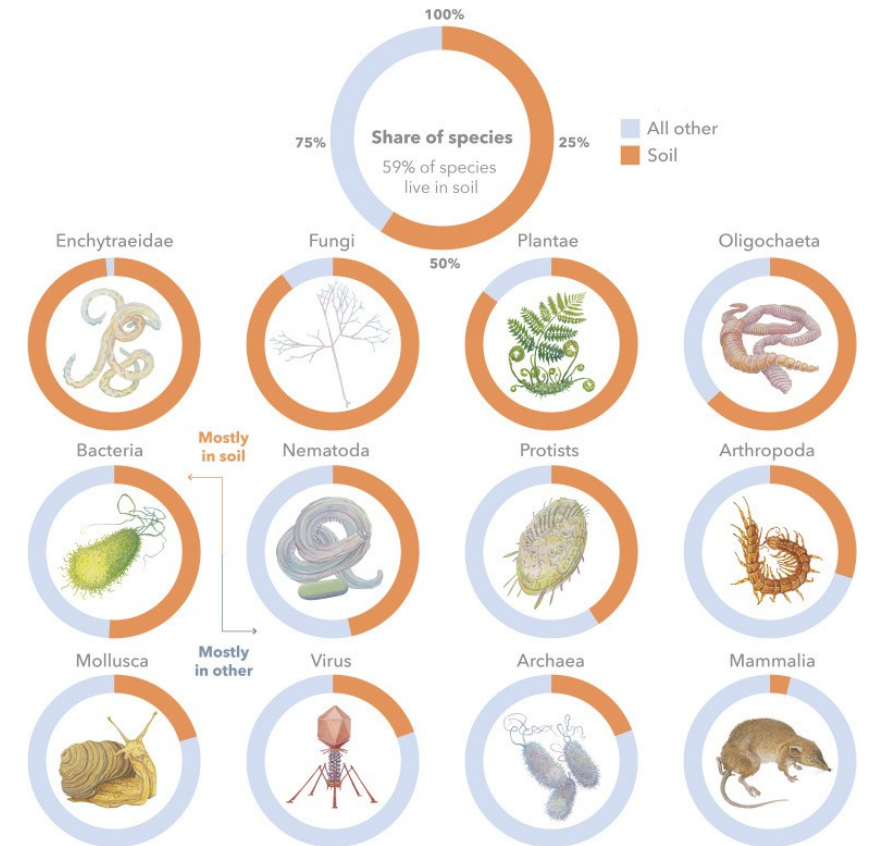 100%
75%
Share of species
25%
59% of species
live in soil
All other
Soil
50%
Enchytraeidae
Fungi
Plantae
Oligochaeta
Mostly
in soil
Bacteria
Nematoda
Protists
Arthropoda
Mostly
in other
Mollusca
Virus
Archaea
Mammalia